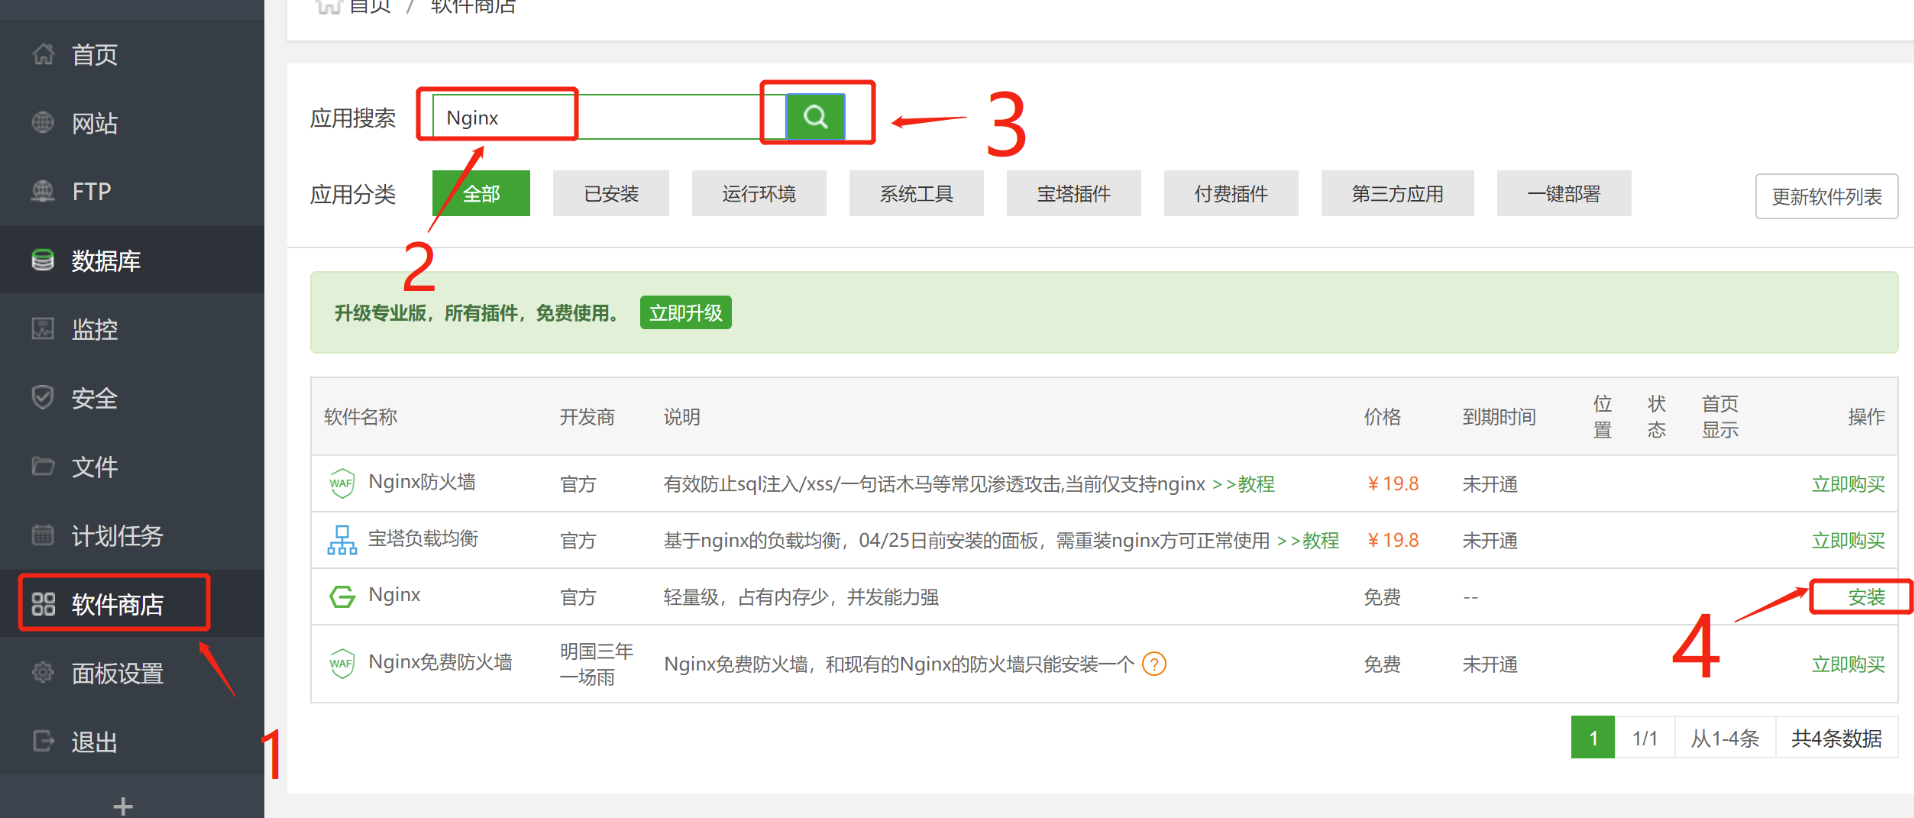 首页 / 软件商店
首页
网站
FTP
数据库
监控
安全
文件
计划任务
软件商店
面板设置
退出
+
1
应用搜索 Nginx
3
应用分类 全部 已安装 运行环境 系统工具 宝塔插件 付费插件 第三方应用 一键部署 更新软件列表
2
升级专业版，所有插件，免费使用。 立即升级
软件名称 开发商 说明 价格 到期时间 位置 状态 首页显示 操作
WAF Nginx防火墙 官方 有效防止sql注入/xss/一句话木马等常见渗透攻击,当前仅支持nginx >>教程 ￥19.8 未开通 立即购买
宝塔负载均衡 官方 基于nginx的负载均衡，04/25日前安装的面板，需重装nginx方可正常使用 >>教程 ￥19.8 未开通 立即购买
Nginx 官方 轻量级，占有内存少，并发能力强 免费 -- 安装
4
WAF Nginx免费防火墙 明国三年一场雨 Nginx免费防火墙，和现有的Nginx的防火墙只能安装一个 ? 免费 未开通 立即购买
1 1/1 从1-4条 共4条数据